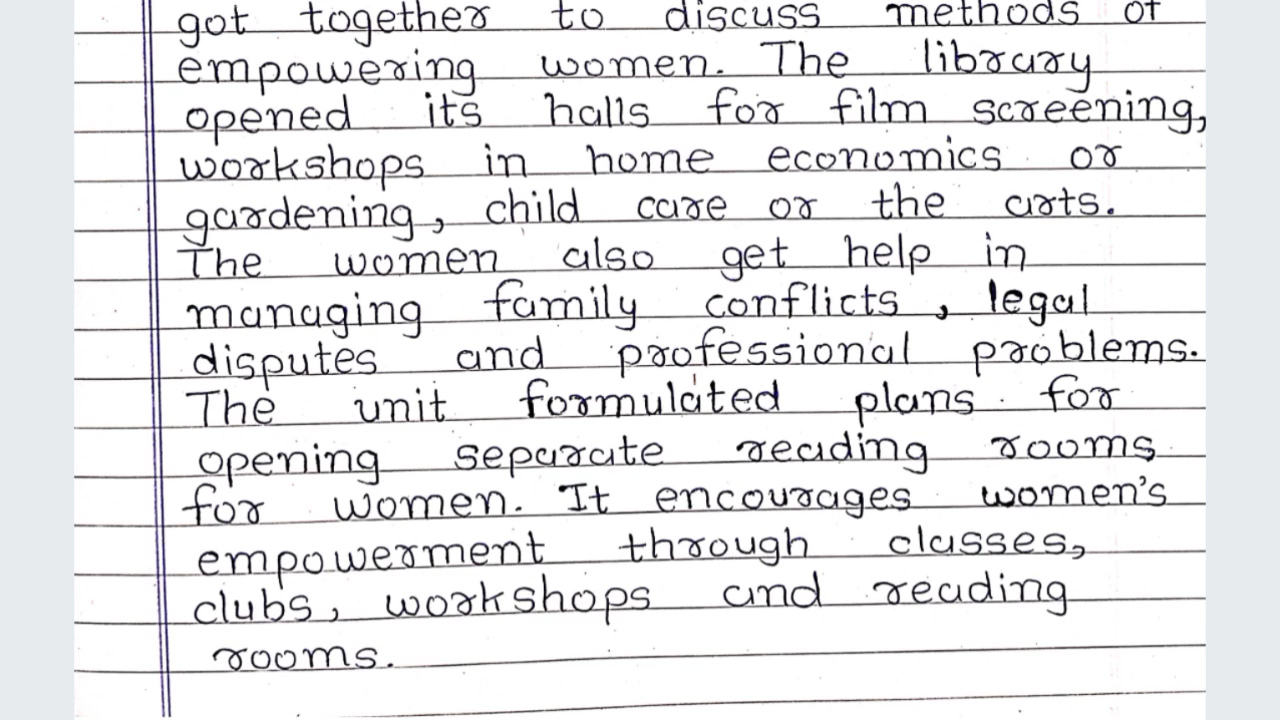 got together to discuss methods of
empowering women. The library
opened its halls for film screening,
workshops in home economics or
gardening, child care or the arts.
The women also get help in
managing family conflicts, legal
disputes and professional problems.
The unit formulated plans for
opening separate reading rooms
for women. It encourages women's
empowerment through classes,
clubs, workshops and reading
rooms.